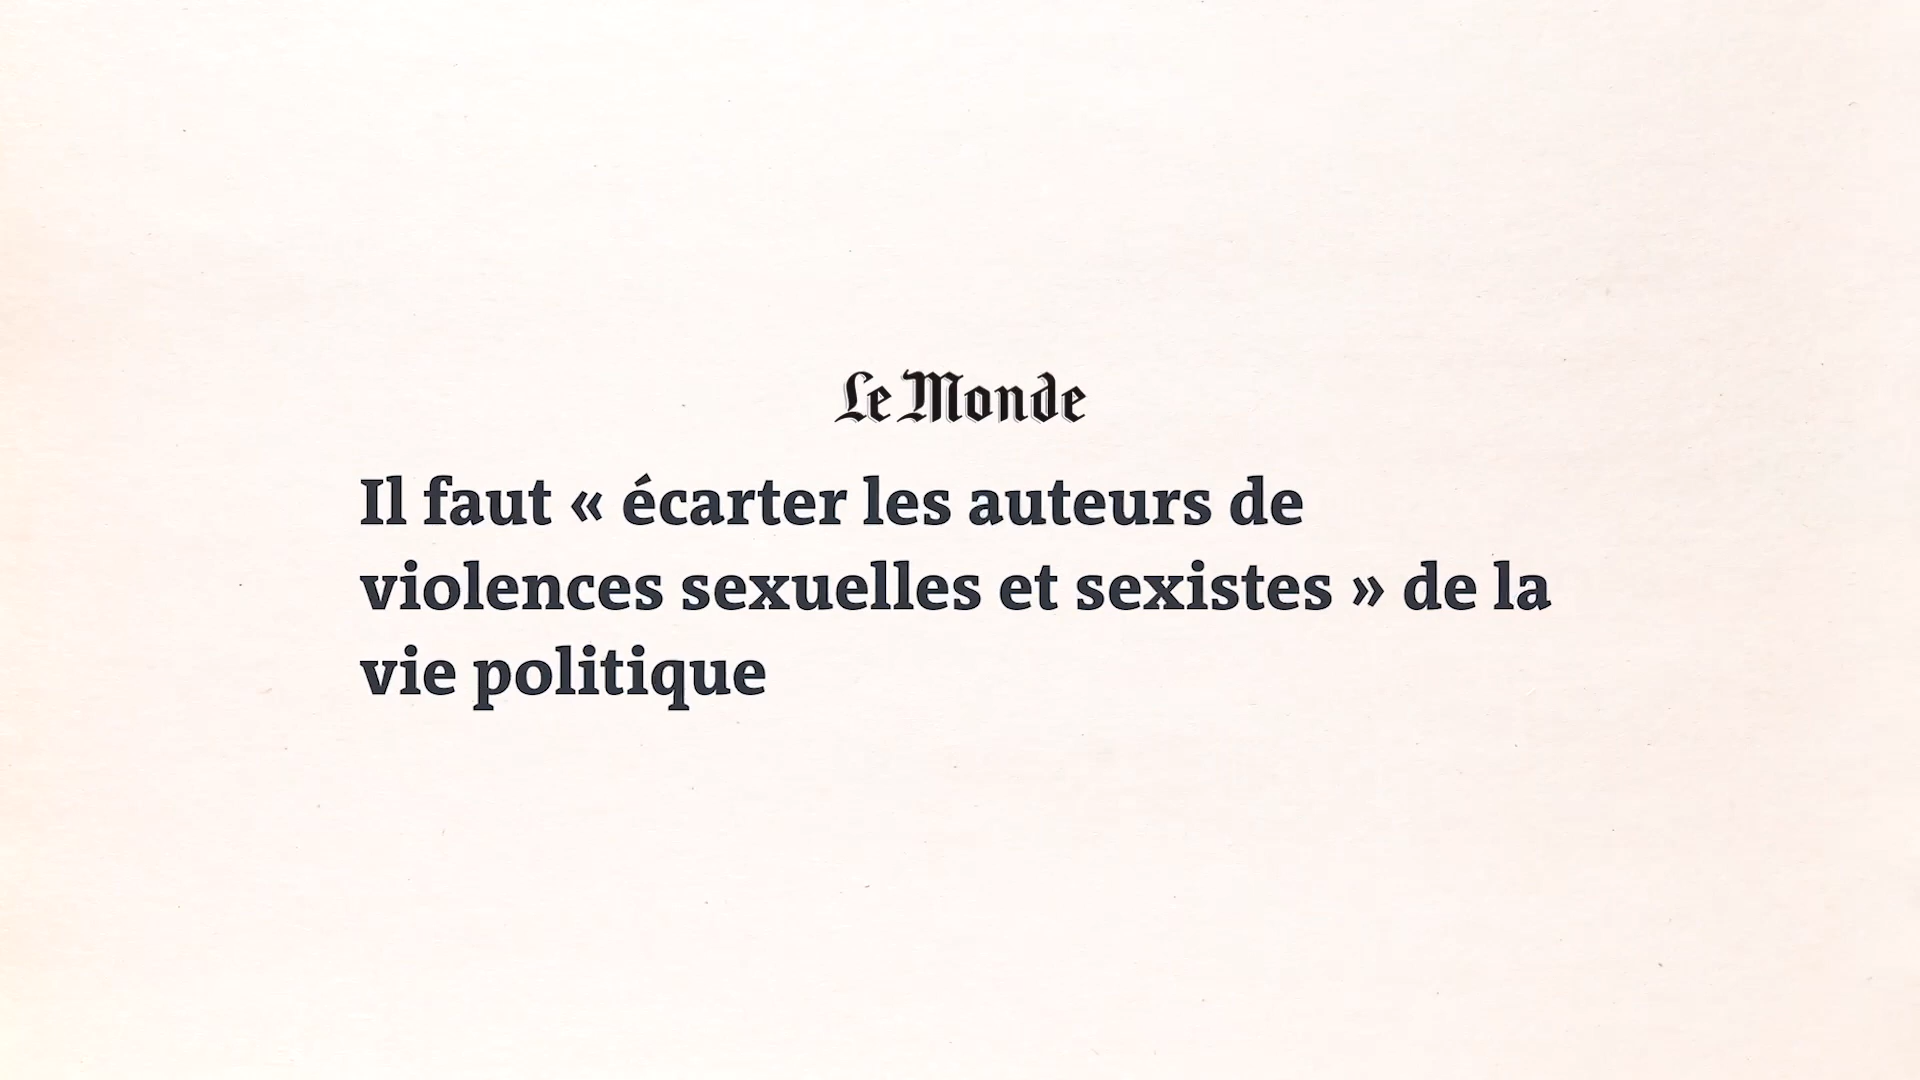 Le Monde
Il faut « écarter les auteurs de
violences sexuelles et sexistes » de la
vie politique